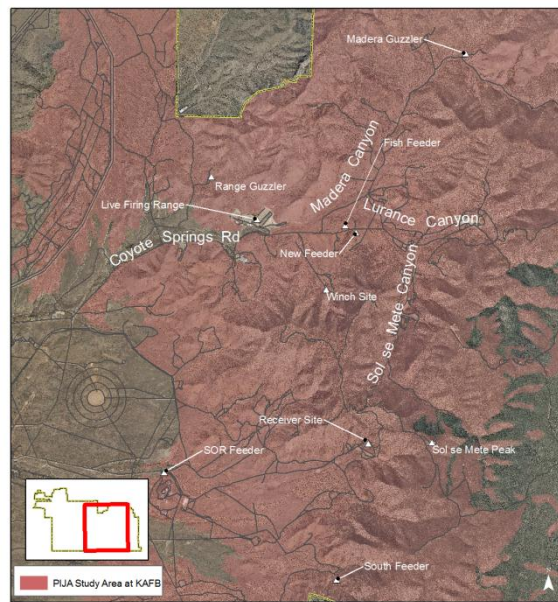 Madera Guzzler
Fish Feeder
Madera Canyon
Range Guzzler
Live Firing Range
Lurance Canyon
Coyote Springs Rd
New Feeder
Winch Site
Sol se Mete Canyon
Receiver Site
Sol se Mete Peak
SOR Feeder
South Feeder
PIJA Study Area at KAFB